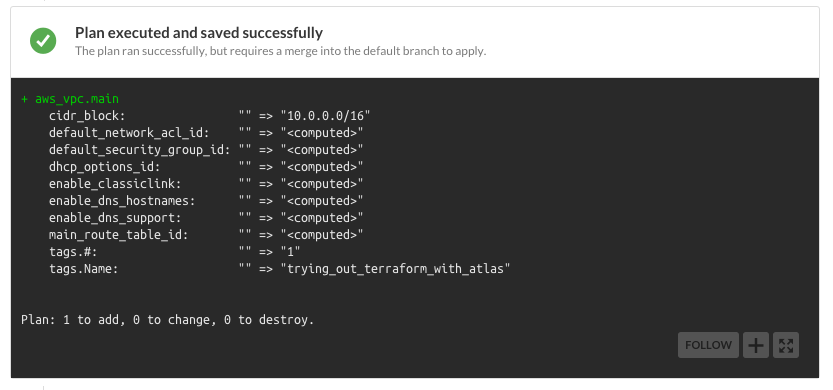 Plan executed and saved successfully
The plan ran successfully, but requires a merge into the default branch to apply.
+ aws_vpc.main
cidr_block: "" => "10.0.0.0/16"
default_network_acl_id: "" => "<computed>"
default_security_group_id: "" => "<computed>"
dhcp_options_id: "" => "<computed>"
enable_classiclink: "" => "<computed>"
enable_dns_hostnames: "" => "<computed>"
enable_dns_support: "" => "<computed>"
main_route_table_id: "" => "<computed>"
tags.#: "" => "1"
tags.Name: "" => "trying_out_terraform_with_atlas"
Plan: 1 to add, 0 to change, 0 to destroy.
FOLLOW